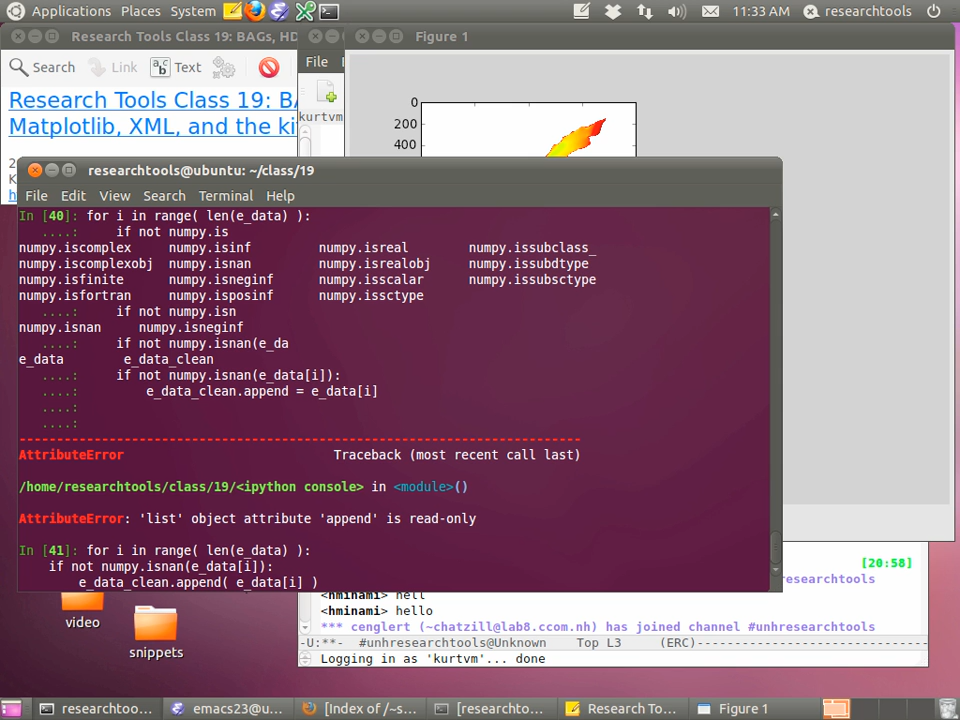 Applications Places System 11:33 AM researchtools
Research Tools Class 19: BAGs, HD
Figure 1
Search Link Text
File
Research Tools Class 19: BA
Matplotlib, XML, and the ki
kurtvm
0
200
400
researchtools@ubuntu: ~/class/19
File Edit View Search Terminal Help
In [40]: for i in range( len(e_data) ):
....: if not numpy.is
numpy.iscomplex numpy.isinf numpy.isreal numpy.issubclass_
numpy.iscomplexobj numpy.isnan numpy.isrealobj numpy.issubdtype
numpy.isfinite numpy.isneginf numpy.isscalar numpy.issubsctype
numpy.isfortran numpy.isposinf numpy.issctype
....: if not numpy.isn
numpy.isnan numpy.isneginf
....: if not numpy.isnan(e_da
e_data e_data_clean
....: if not numpy.isnan(e_data[i]):
....: e_data_clean.append = e_data[i]
....:
....:
---------------------------------------------------------------------------
AttributeError Traceback (most recent call last)
/home/researchtools/class/19/<ipython console> in <module>()
AttributeError: 'list' object attribute 'append' is read-only
In [41]: for i in range( len(e_data) ):
if not numpy.isnan(e_data[i]):
e_data_clean.append( e_data[i] )
[20:58]
researchtools
<hminami> hell
<hminami> hello
*** cenglert (~chatzill@lab8.ccom.nh) has joined channel #unhresearchtools
-U:**- #unhresearchtools@Unknown Top L3 (ERC)------------------------------
Logging in as 'kurtvm'... done
video
snippets
researchto... emacs23@u... [Index of /~s... [researchto... Research To... Figure 1